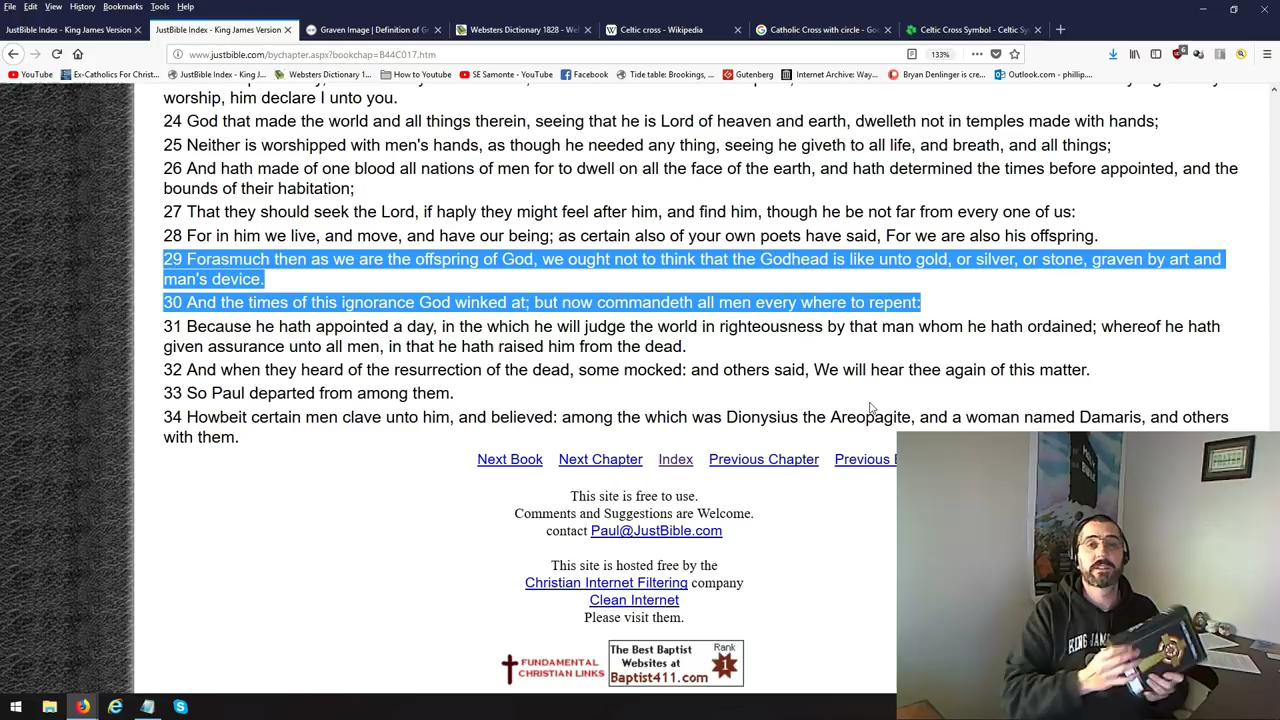 File Edit View History Bookmarks Tools Help
JustBible Index - King James Version
JustBible Index - King James Version
Graven Image | Definition of G
Websters Dictionary 1828 - We
Celtic cross - Wikipedia
Catholic Cross with circle - Goo
Celtic Cross Symbol - Celtic Sy
www.justbible.com/bychapter.aspx?bookchap=B44C017.htm
133%
6
YouTube
Ex-Catholics For Christ...
JustBible Index - King J...
Websters Dictionary 1...
How to Youtube
SE Samonte - YouTube
Facebook
Tide table: Brookings, ...
Gutenberg
Internet Archive: Way...
Bryan Denlinger is cre...
Outlook.com - phillip....
worship, him declare I unto you.
24 God that made the world and all things therein, seeing that he is Lord of heaven and earth, dwelleth not in temples made with hands;
25 Neither is worshipped with men's hands, as though he needed any thing, seeing he giveth to all life, and breath, and all things;
26 And hath made of one blood all nations of men for to dwell on all the face of the earth, and hath determined the times before appointed, and the
bounds of their habitation;
27 That they should seek the Lord, if haply they might feel after him, and find him, though he be not far from every one of us:
28 For in him we live, and move, and have our being; as certain also of your own poets have said, For we are also his offspring.
29 Forasmuch then as we are the offspring of God, we ought not to think that the Godhead is like unto gold, or silver, or stone, graven by art and
man's device.
30 And the times of this ignorance God winked at; but now commandeth all men every where to repent:
31 Because he hath appointed a day, in the which he will judge the world in righteousness by that man whom he hath ordained; whereof he hath
given assurance unto all men, in that he hath raised him from the dead.
32 And when they heard of the resurrection of the dead, some mocked: and others said, We will hear thee again of this matter.
33 So Paul departed from among them.
34 Howbeit certain men clave unto him, and believed: among the which was Dionysius the Areopagite, and a woman named Damaris, and others
with them.
Next Book Next Chapter Index Previous Chapter Previous
This site is free to use.
Comments and Suggestions are Welcome.
contact Paul@JustBible.com
This site is hosted free by the
Christian Internet Filtering company
Clean Internet
Please visit them.
FUNDAMENTAL
CHRISTIAN LINKS
The Best Baptist
Websites at
Baptist411.com
Rank
1
KING JAM